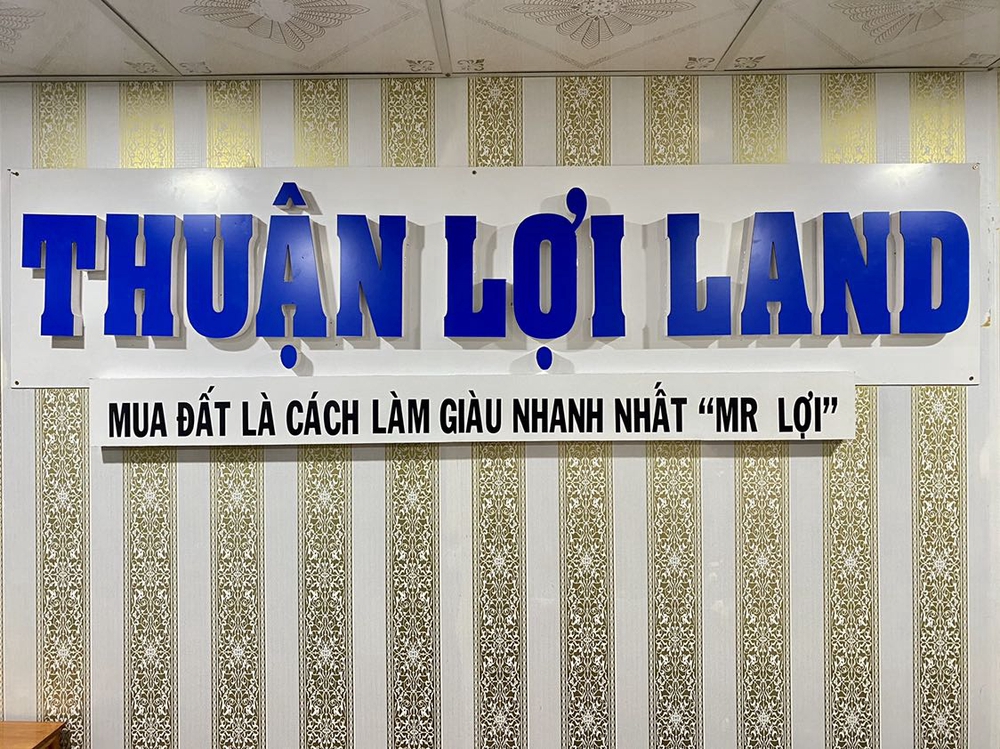 THUẬN LỢI LAND
MUA ĐẤT LÀ CÁCH LÀM GIÀU NHANH NHẤT “MR LỢI”